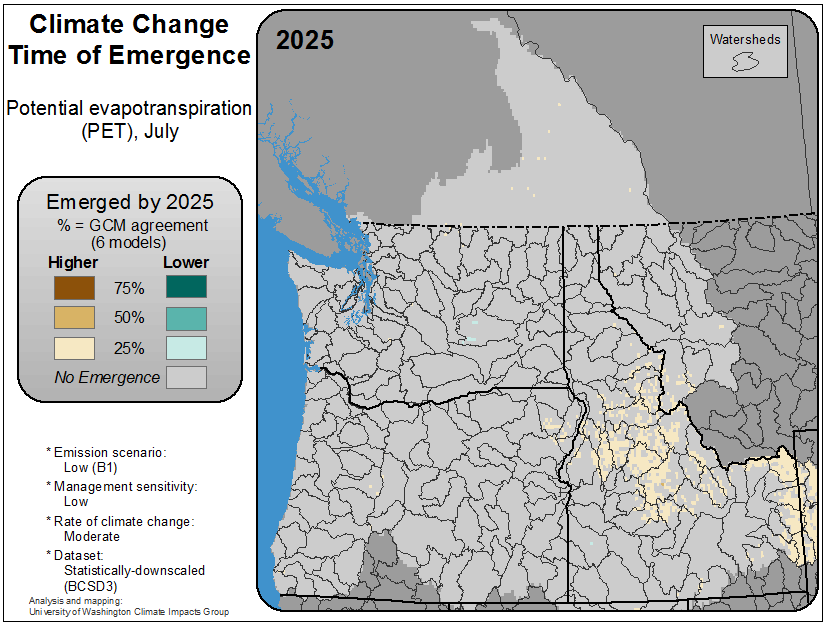 Climate Change
Time of Emergence
Potential evapotranspiration
(PET), July
Emerged by 2025
% = GCM agreement
(6 models)
Higher Lower
75%
50%
25%
No Emergence
* Emission scenario:
Low (B1)
* Management sensitivity:
Low
* Rate of climate change:
Moderate
* Dataset:
Statistically-downscaled
(BCSD3)
Analysis and mapping:
University of Washington Climate Impacts Group
2025
Watersheds